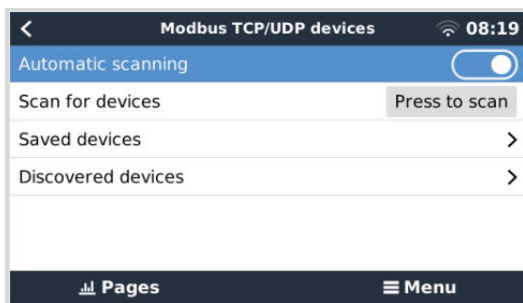 Modbus TCP/UDP devices 08:19
Automatic scanning
Scan for devices Press to scan
Saved devices
Discovered devices
Pages Menu